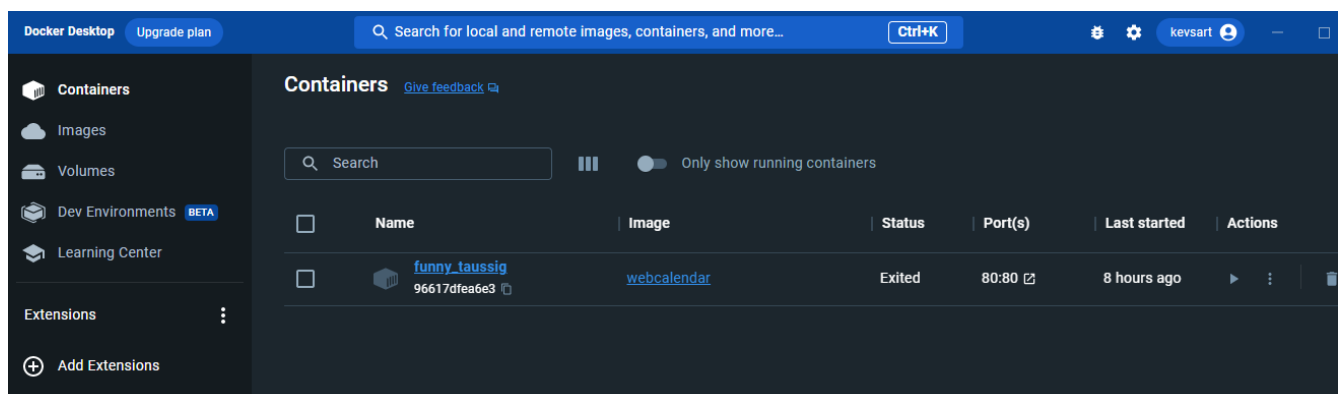 Docker Desktop Upgrade plan Search for local and remote images, containers, and more... Ctrl+K kevsart
Containers
Images
Volumes
Dev Environments BETA
Learning Center
Extensions
Add Extensions
Containers Give feedback
Search Only show running containers
Name Image Status Port(s) Last started Actions
funny_taussig webcalendar Exited 80:80 8 hours ago
96617dfea6e3